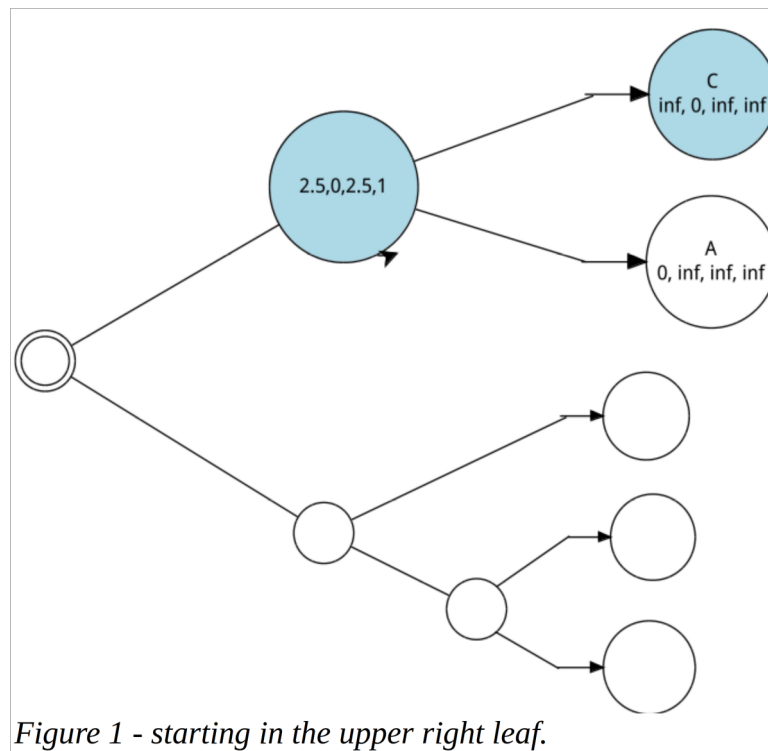 C
inf, 0, inf, inf
2.5,0,2.5,1
A
0, inf, inf, inf
Figure 1 - starting in the upper right leaf.